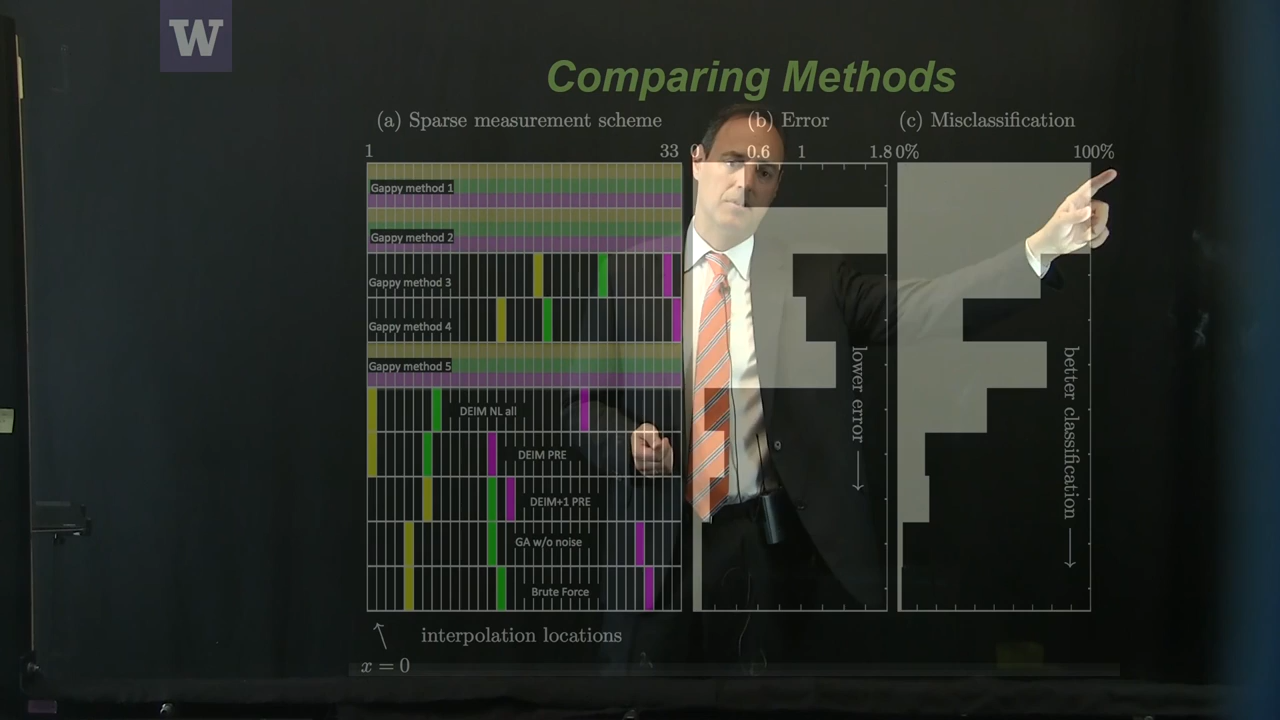 W
Comparing Methods
(a) Sparse measurement scheme
(b) Error
(c) Misclassification
1 33
0 0.6 1 1.8
0% 100%
Gappy method 1
Gappy method 2
Gappy method 3
Gappy method 4
Gappy method 5
DEIM NL all
DEIM PRE
DEIM+1 PRE
GA w/o noise
Brute Force
lower error →
better classification →
interpolation locations
x = 0